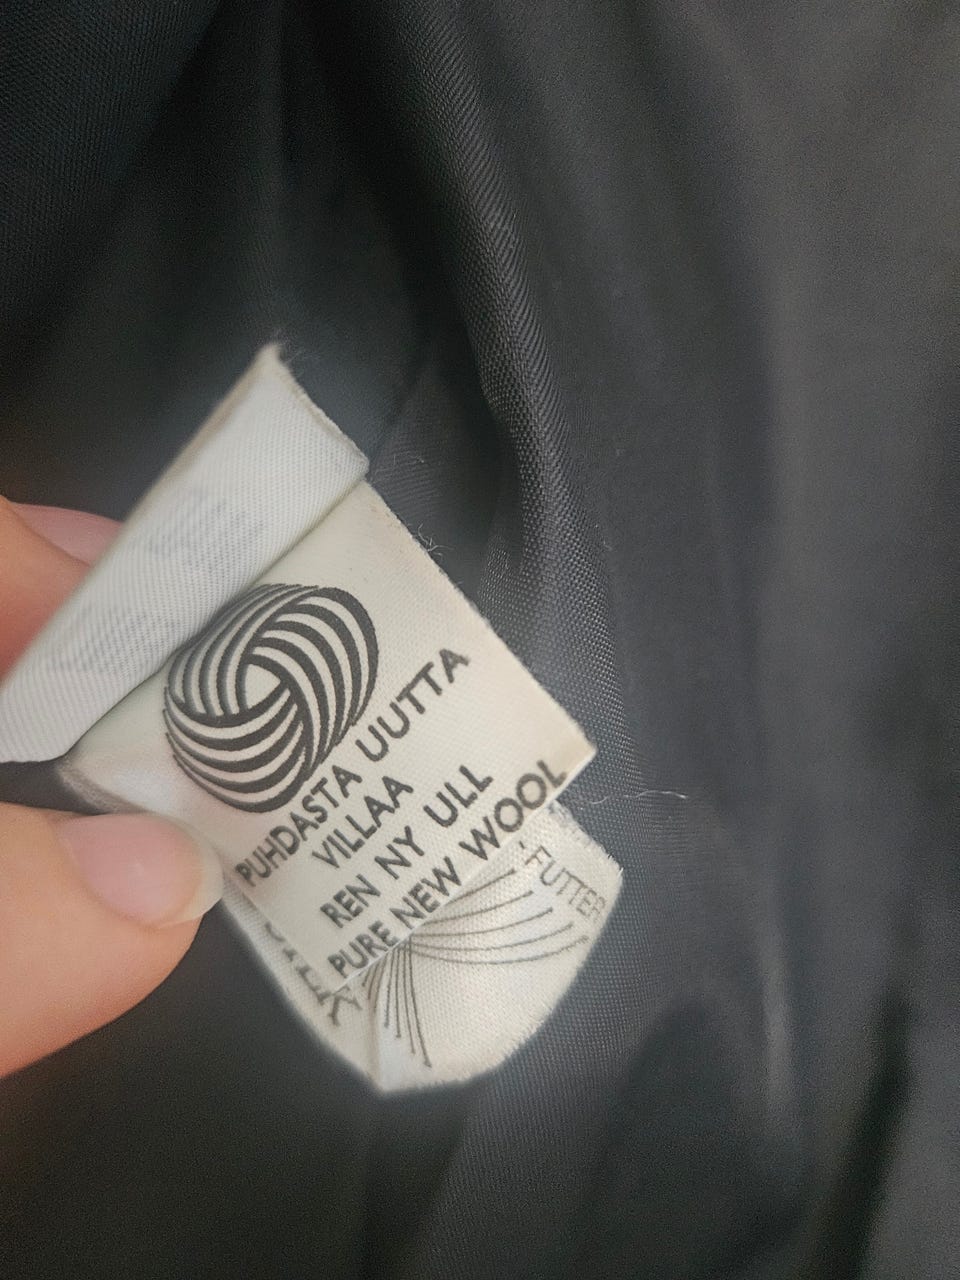 PUHDASTA UUTTA
VILLAA
REN NY ULL
PURE NEW WOOL
-FUTTER